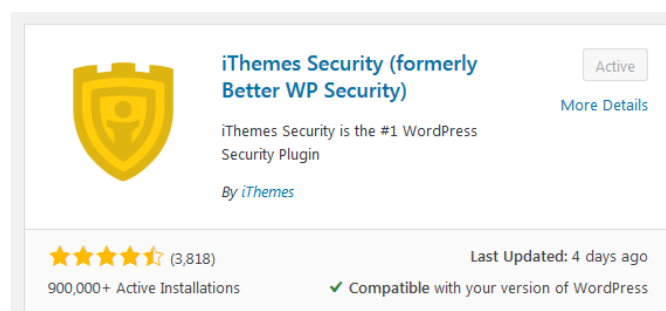 iThemes Security (formerly
Better WP Security)
Active
More Details
iThemes Security is the #1 WordPress
Security Plugin
By iThemes
(3,818)
Last Updated: 4 days ago
900,000+ Active Installations
✔ Compatible with your version of WordPress